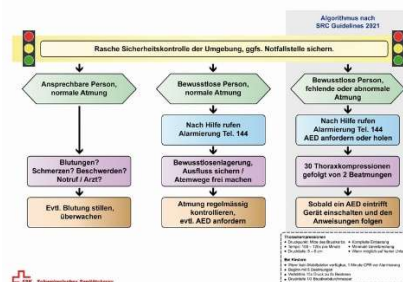 Algorithmus nach
SRC Guidelines 2021
Rasche Sicherheitskontrolle der Umgebung, ggfs. Notfallstelle sichern.
Ansprechbare Person,
normale Atmung
Bewusstlose Person,
normale Atmung
Bewusstlose Person,
fehlende oder abnormale
Atmung
Nach Hilfe rufen
Alarmierung Tel. 144
Nach Hilfe rufen
Alarmierung Tel. 144
AED anfordern oder holen
Blutungen?
Schmerzen? Beschwerden?
Notruf / Arzt?
Bewusstlosenlagerung,
Ausfluss sichern /
Atemwege frei machen
30 Thoraxkompressionen
gefolgt von 2 Beatmungen
Evtl. Blutung stillen,
überwachen
Atmung regelmässig
kontrollieren,
evtl. AED anfordern
Sobald ein AED eintrifft
Gerät einschalten und den
Anweisungen folgen
Thoraxkompressionen
Bei Kindern